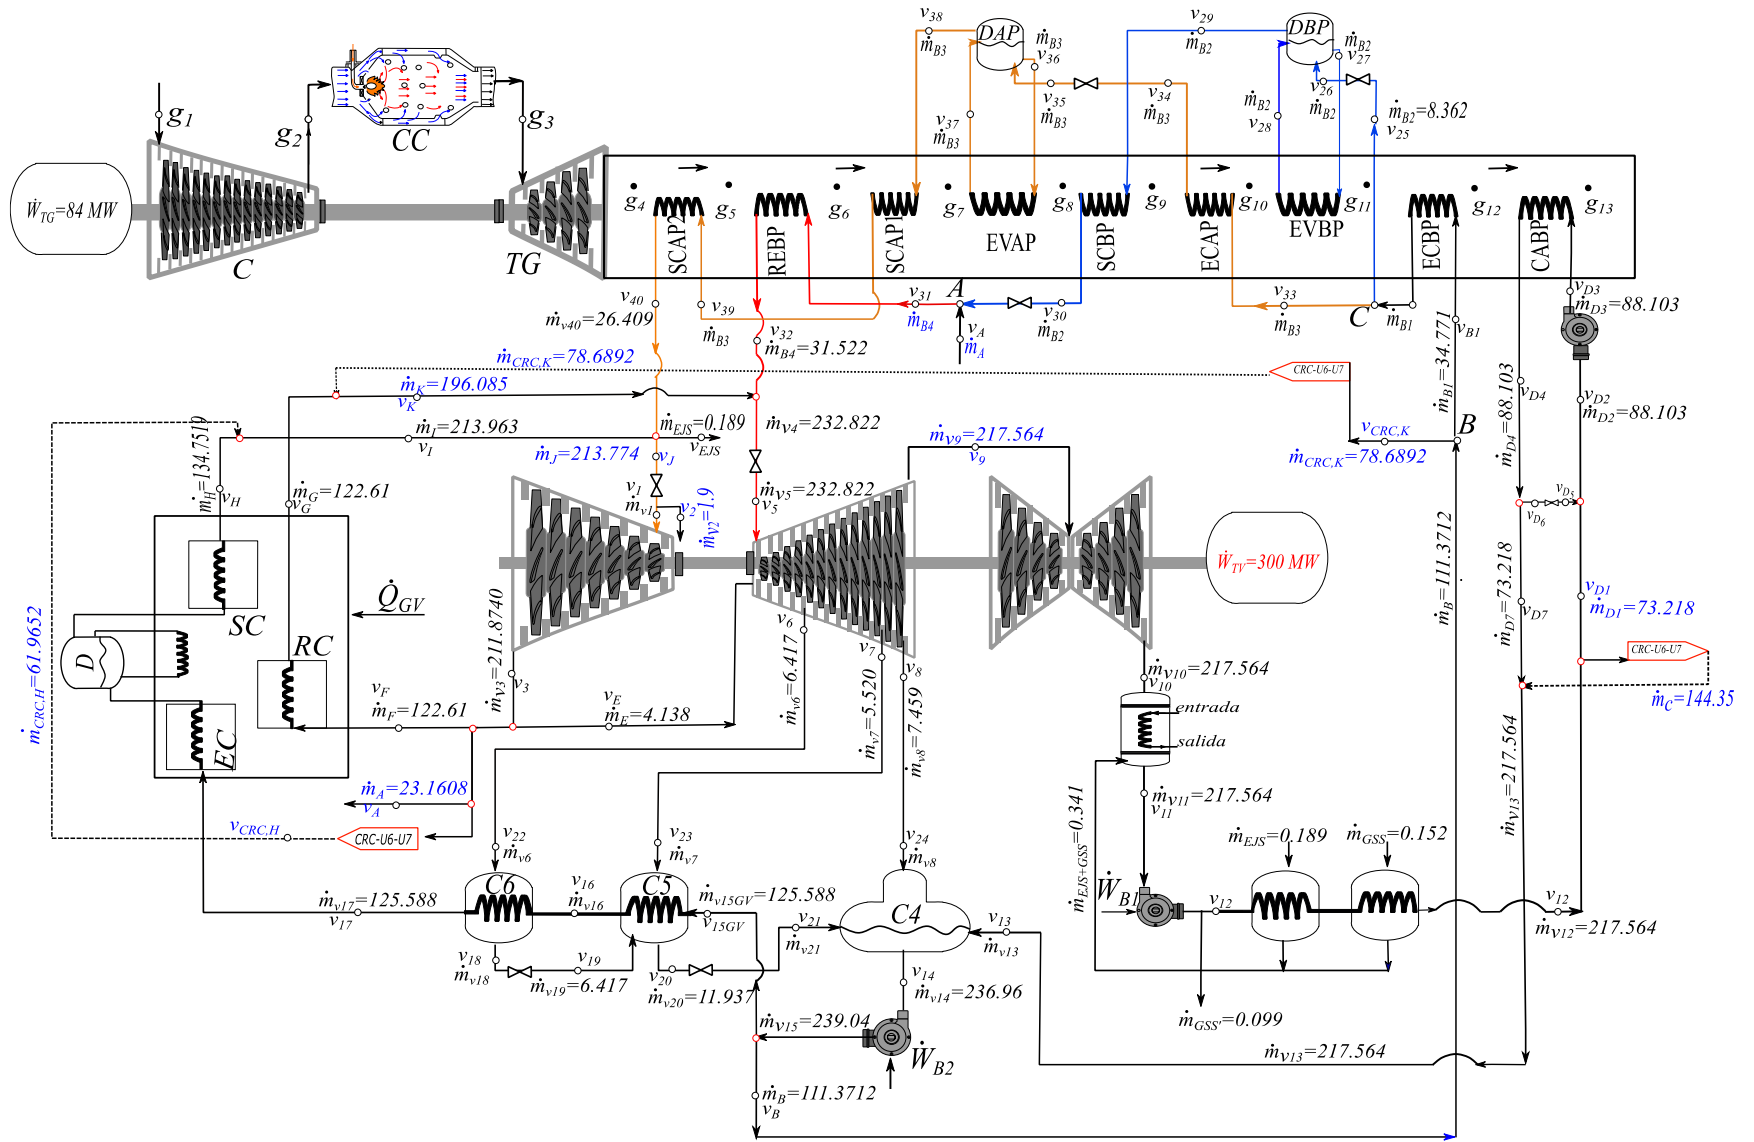 v38
ṁB3
DAP
ṁB3
v36
v29
ṁB2
DBP
ṁB2
v27
v35
ṁB3
v34
ṁB3
v37
ṁB3
ṁB2
v28
v26
ṁB2
ṁB2=8.362
v25
g1
g2
CC
g3
ẆTG=84 MW
C
TG
g4
SCAP2
g5
REBP
g6
SCAP1
g7
EVAP
g8
SCBP
g9
ECAP
g10
EVBP
g11
ECBP
g12
CABP
g13
v40
ṁv40=26.409
v39
ṁB3
v31
ṁB4
A
vA
ṁA
v30
ṁB2
v33
ṁB3
C
ṁB1
vB1
ṁB1=34.771
vD3
ṁD3=88.103
v32
ṁB4=31.522
ṁCRC,K=78.6892
CRC-U6-U7
ṁK=196.085
vK
ṁI=213.963
vI
ṁEJS=0.189
vEJS
ṁv4=232.822
vD4
ṁD4=88.103
vD2
ṁD2=88.103
B
vCRC,K
ṁCRC,K=78.6892
ṁH=134.7519
vH
ṁG=122.61
vG
ṁJ=213.774
vJ
ṁv9=217.564
v9
v1
ṁv1
v2
ṁv2=1.9
ṁv5=232.822
v5
vD5
vD6
ẆTV=300 MW
SC
Q̇GV
RC
D
EC
ṁCRC,H=61.9652
vF
ṁF=122.61
ṁv3=211.8740
v3
vE
ṁE=4.138
v6
ṁv6=6.417
v7
ṁv7=5.520
v8
ṁv8=7.459
ṁv10=217.564
v10
entrada
salida
ṁB=111.3712
ṁD7=73.218
vD7
vD1
ṁD1=73.218
CRC-U6-U7
ṁC=144.35
ṁA=23.1608
vA
vCRC,H
CRC-U6-U7
ṁv11=217.564
v11
ṁv13=217.564
v22
ṁv6
v23
ṁv7
v24
ṁv8
ṁEJS+GSS=0.341
ṁEJS=0.189
ṁGSS=0.152
ẆB1
v12
v12
ṁv12=217.564
ṁv17=125.588
v17
C6
v16
ṁv16
C5
ṁv15GV=125.588
v15GV
v21
ṁv21
C4
v13
ṁv13
v18
ṁv18
v19
ṁv19=6.417
v20
ṁv20=11.937
v14
ṁv14=236.96
ṁGSS'=0.099
ṁv15=239.04
ẆB2
ṁv13=217.564
ṁB=111.3712
vB